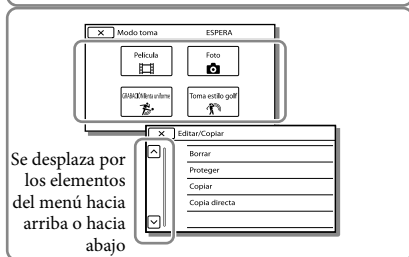 Modo toma ESPERA
Película Foto
GRABACIÓN lenta uniforme Toma estilo golf
Editar/Copiar
Borrar
Proteger
Copiar
Copia directa
Se desplaza por
los elementos
del menú hacia
arriba o hacia
abajo